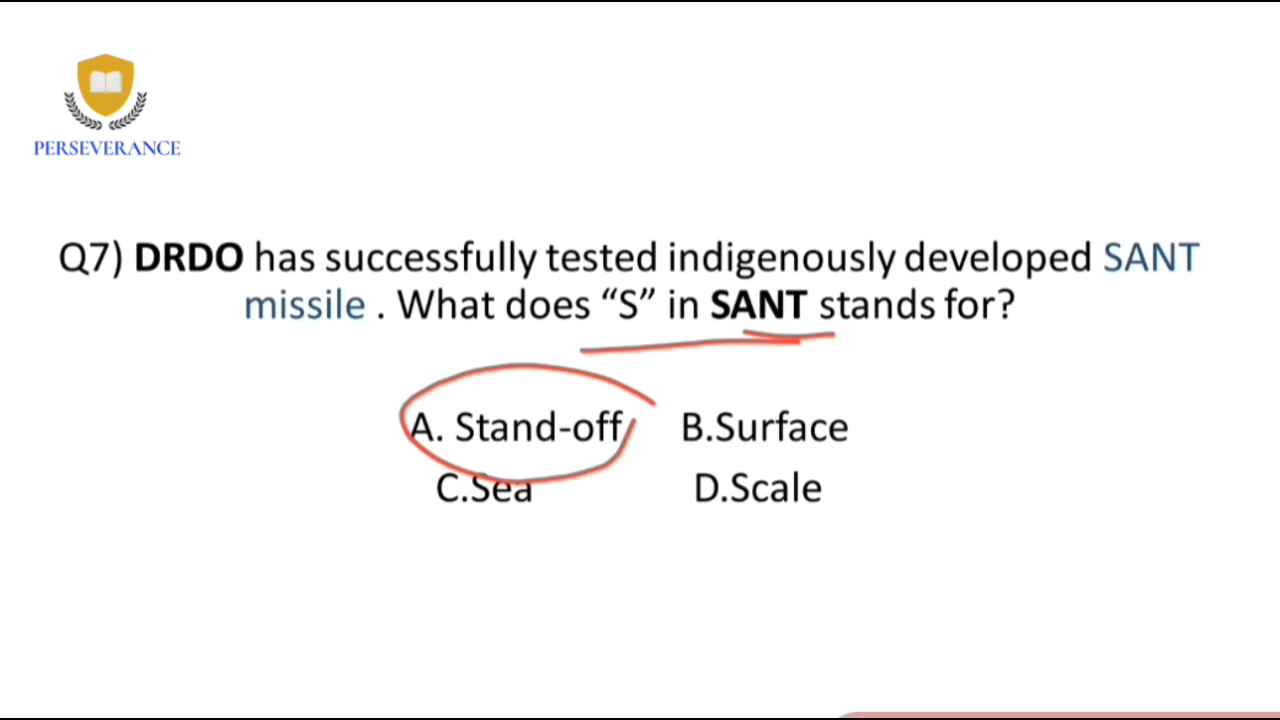 PERSEVERANCE
Q7) DRDO has successfully tested indigenously developed SANT
missile . What does “S” in SANT stands for?
A. Stand-off B.Surface
C.Sea D.Scale